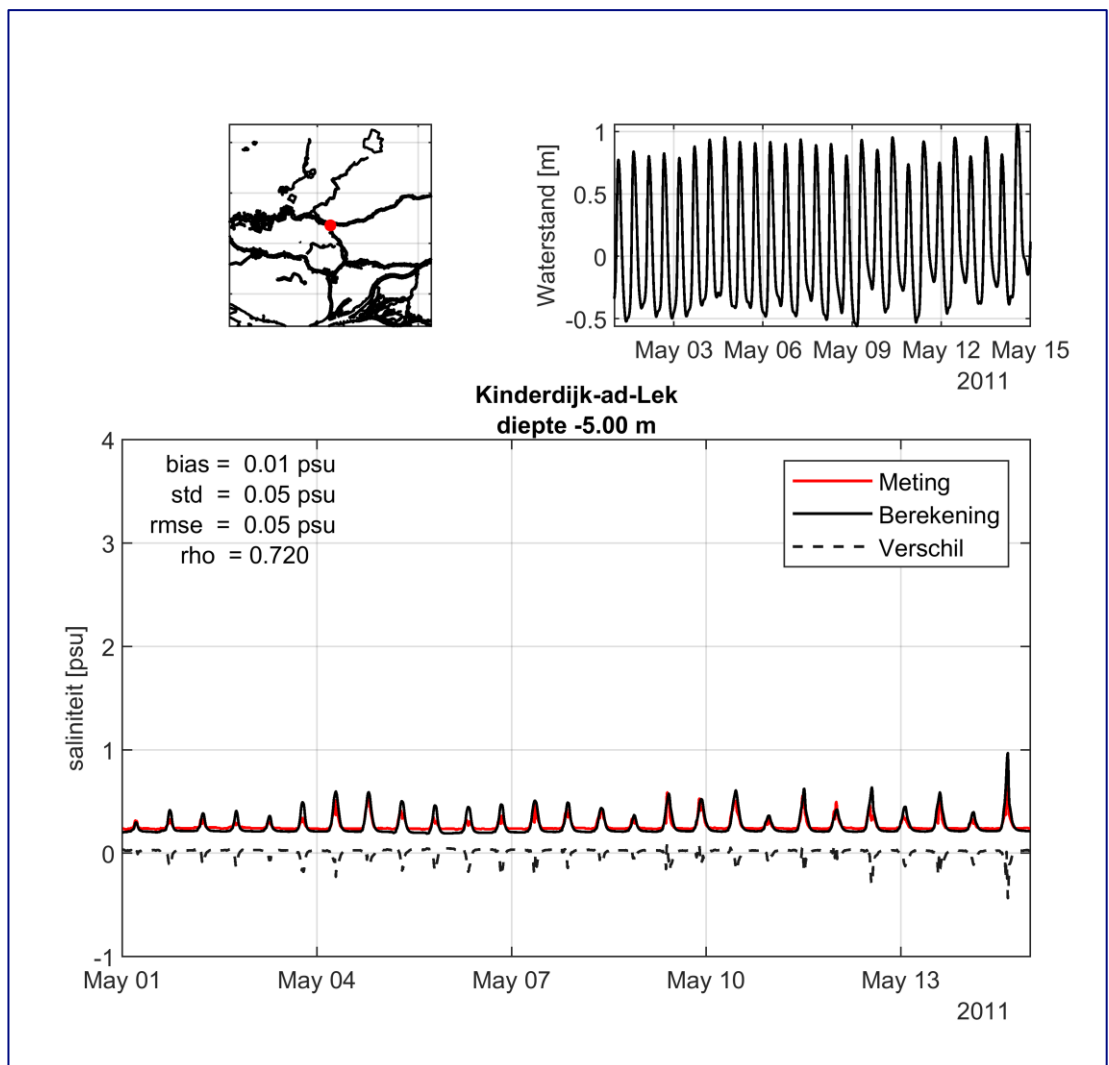 Waterstand [m]
1
0.5
0
-0.5
May 03 May 06 May 09 May 12 May 15
2011
Kinderdijk-ad-Lek
diepte -5.00 m
bias = 0.01 psu
std = 0.05 psu
rmse = 0.05 psu
rho = 0.720
Meting
Berekening
Verschil
saliniteit [psu]
4
3
2
1
0
-1
May 01 May 04 May 07 May 10 May 13
2011